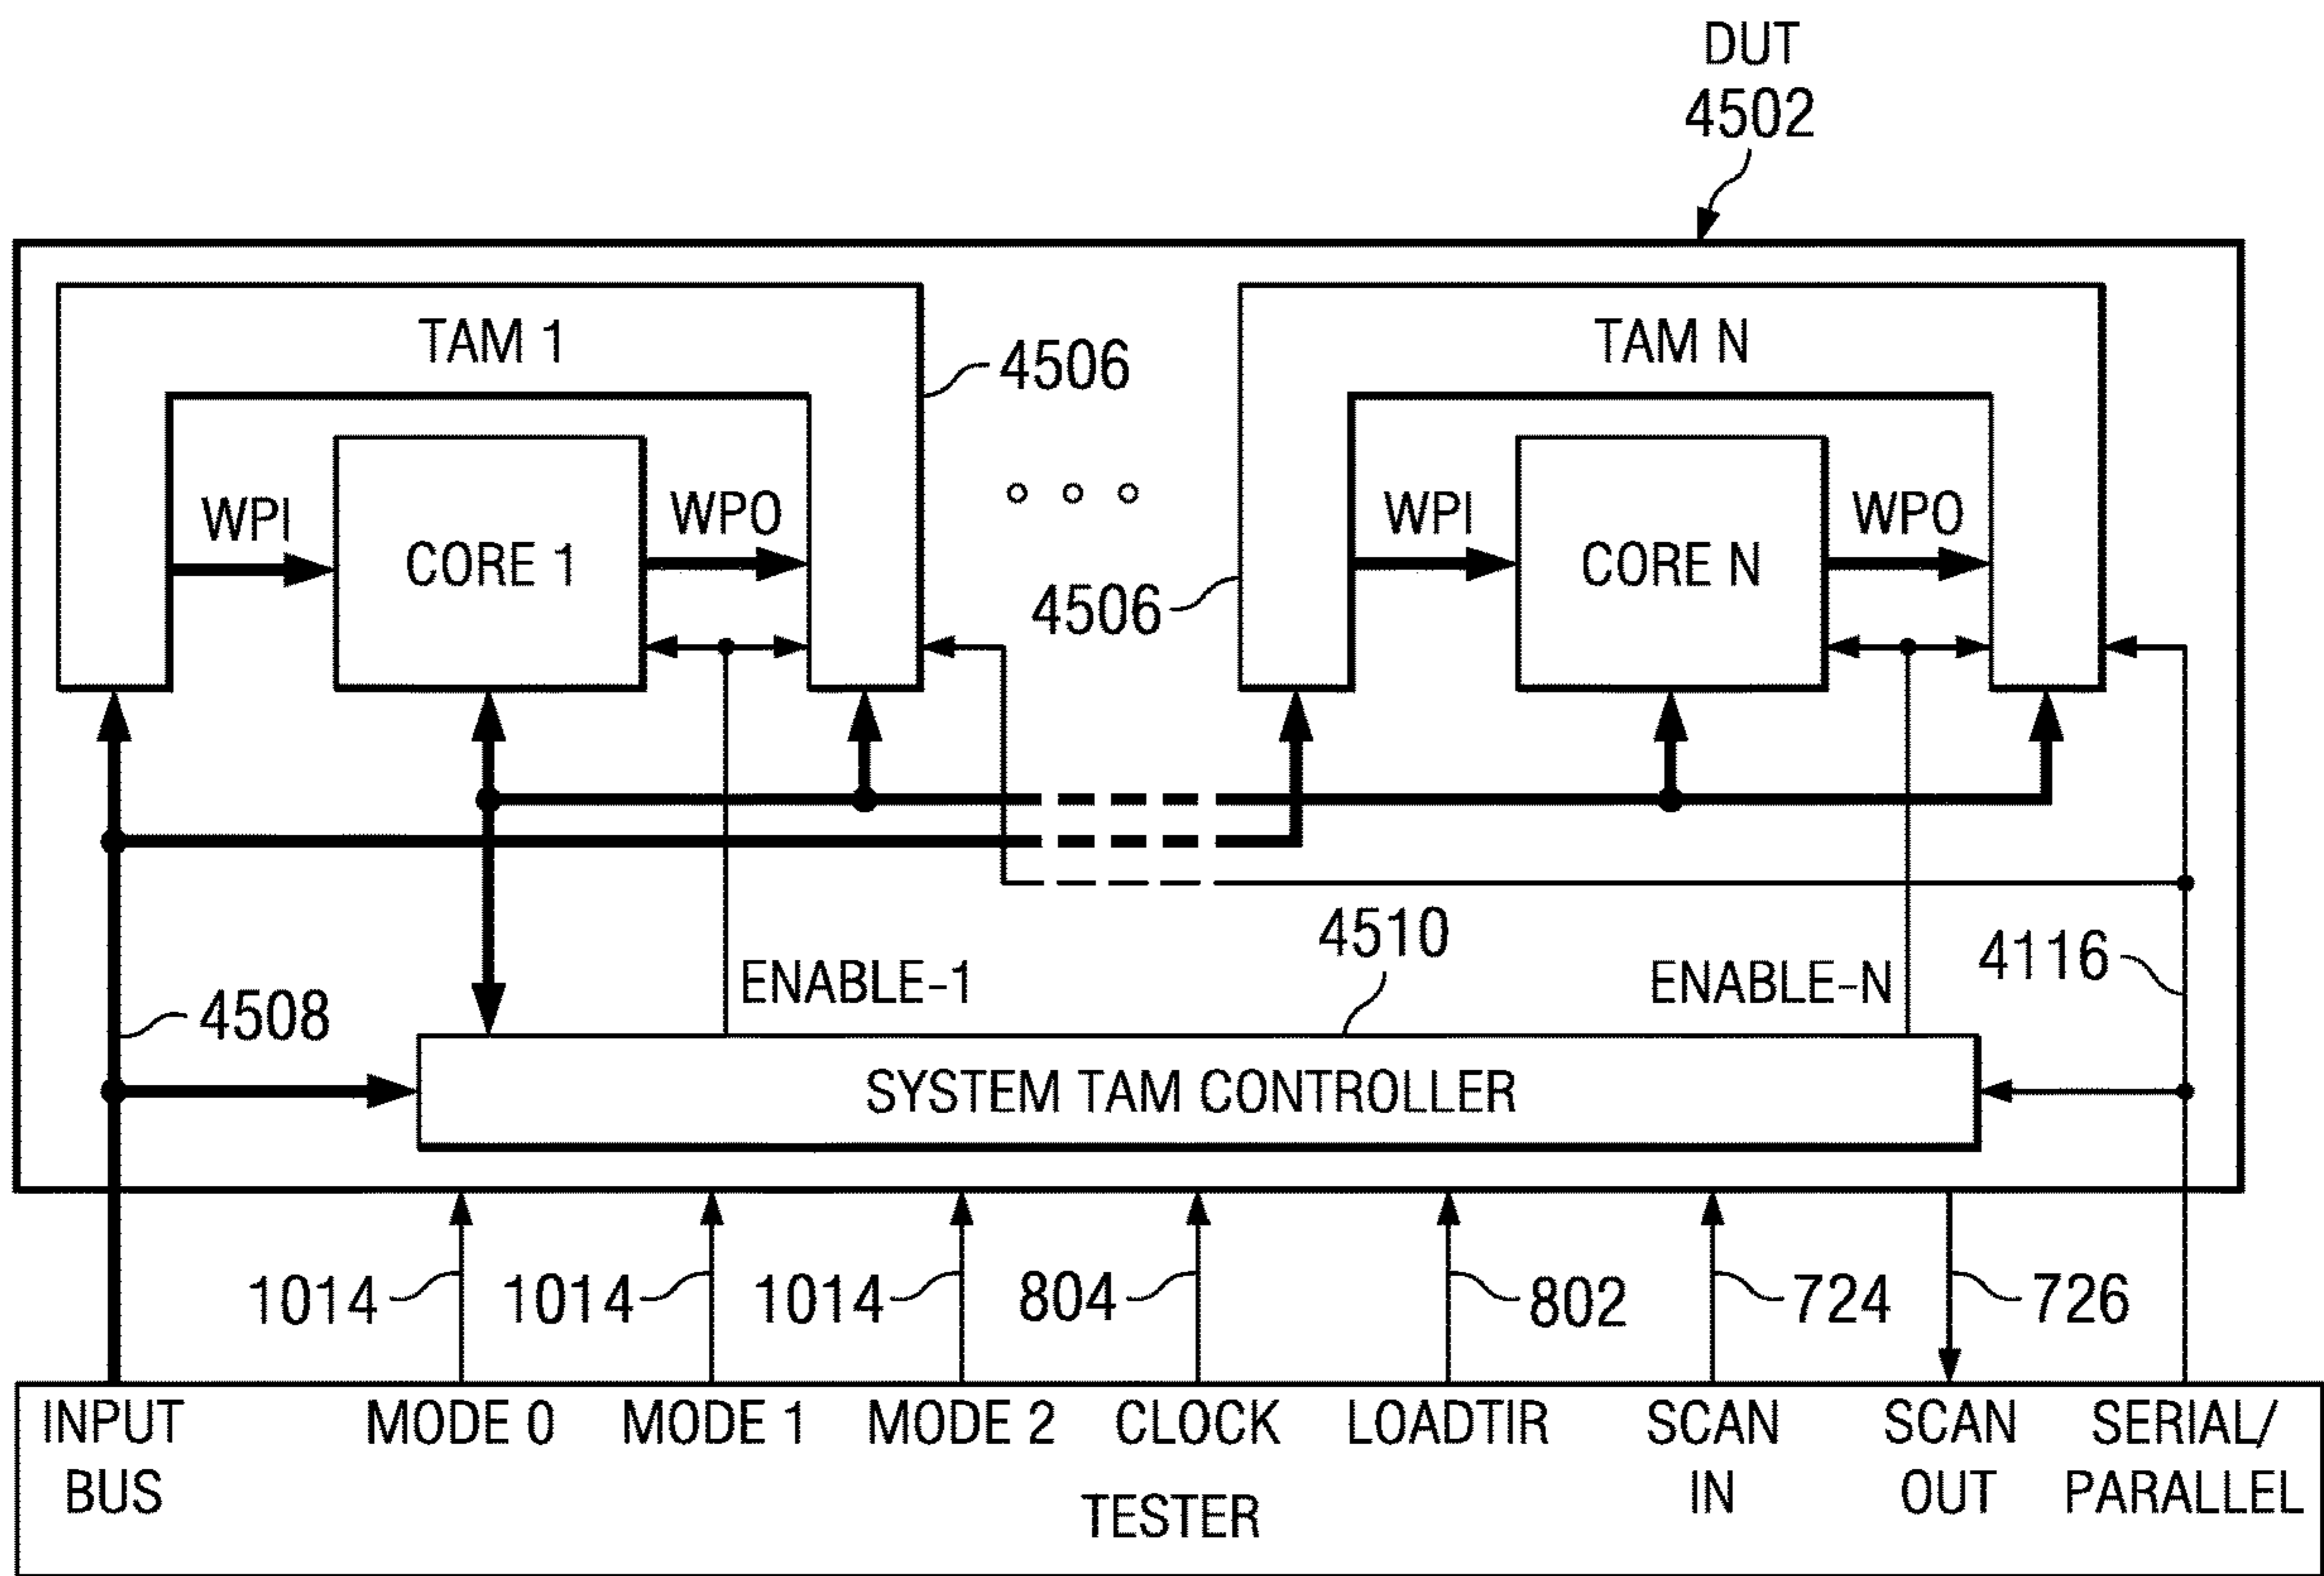 DUT
4502
TAM 1
TAM N
4506
WPI
WPO
WPI
WPO
CORE 1
CORE N
4506
4510
4116
ENABLE-1
ENABLE-N
4508
SYSTEM TAM CONTROLLER
1014
1014
1014
804
802
724
726
INPUT
BUS
MODE 0
MODE 1
MODE 2
CLOCK
LOADTIR
SCAN
IN
SCAN
OUT
SERIAL/
PARALLEL
TESTER